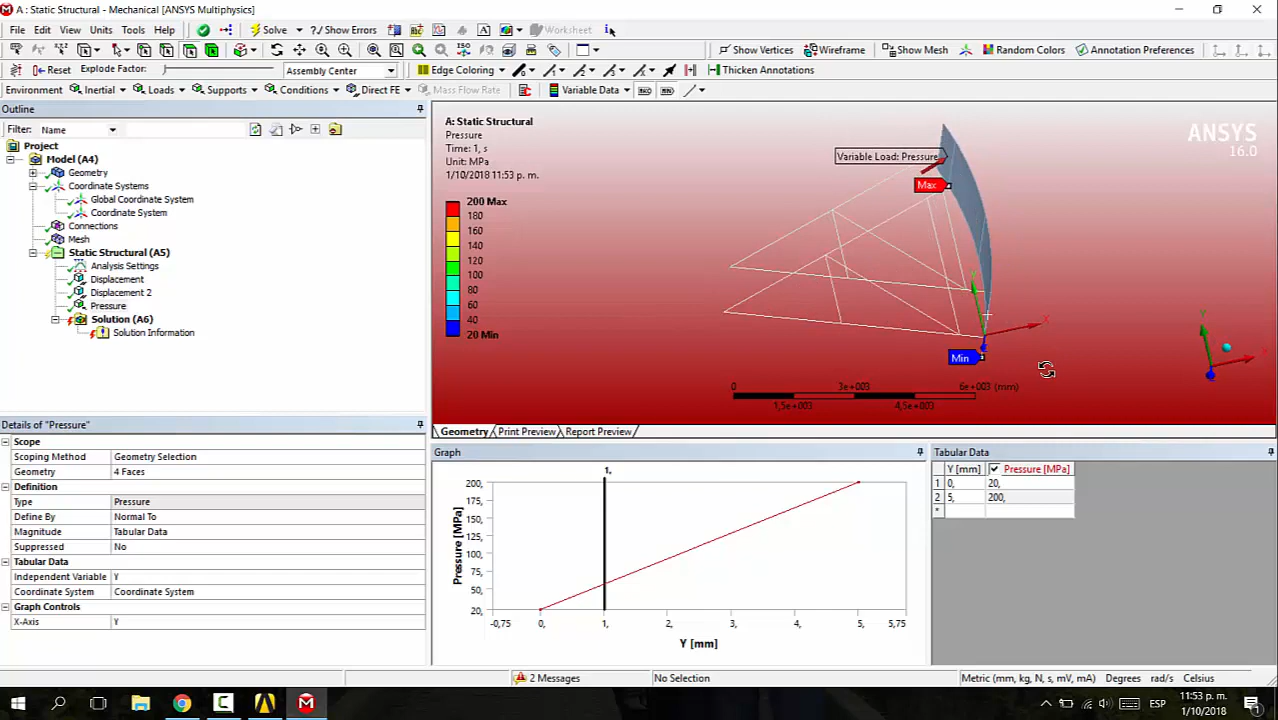 A : Static Structural - Mechanical [ANSYS Multiphysics]
File Edit View Units Tools Help Solve ?/ Show Errors Worksheet
Show Vertices Wireframe Show Mesh Random Colors Annotation Preferences
Reset Explode Factor: Assembly Center Edge Coloring Thicken Annotations
Environment Inertial Loads Supports Conditions Direct FE Mass Flow Rate Variable Data
Outline
Filter: Name
Project
Model (A4)
Geometry
Coordinate Systems
Global Coordinate System
Coordinate System
Connections
Mesh
Static Structural (A5)
Analysis Settings
Displacement
Displacement 2
Pressure
Solution (A6)
Solution Information
Details of "Pressure"
Scope
Scoping Method Geometry Selection
Geometry 4 Faces
Definition
Type Pressure
Define By Normal To
Magnitude Tabular Data
Suppressed No
Tabular Data
Independent Variable Y
Coordinate System Coordinate System
Graph Controls
X-Axis Y
A: Static Structural
Pressure
Time: 1, s
Unit: MPa
1/10/2018 11:53 p. m.
200 Max
180
160
140
120
100
80
60
40
20 Min
ANSYS
16.0
Variable Load: Pressure
Max
Min
X
Y
X
0 3e+003 6e+003 (mm)
1,5e+003 4,5e+003
Geometry Print Preview Report Preview
Graph
1,
Pressure [MPa]
200,
175,
150,
125,
100,
75,
50,
20,
-0,75 0, 1, 2, 3, 4, 5, 5,75
Y [mm]
Tabular Data
Y [mm] Pressure [MPa]
1 0, 20,
2 5, 200,
*
2 Messages No Selection Metric (mm, kg, N, s, mV, mA) Degrees rad/s Celsius
ESP 11:53 p. m.
1/10/2018
1